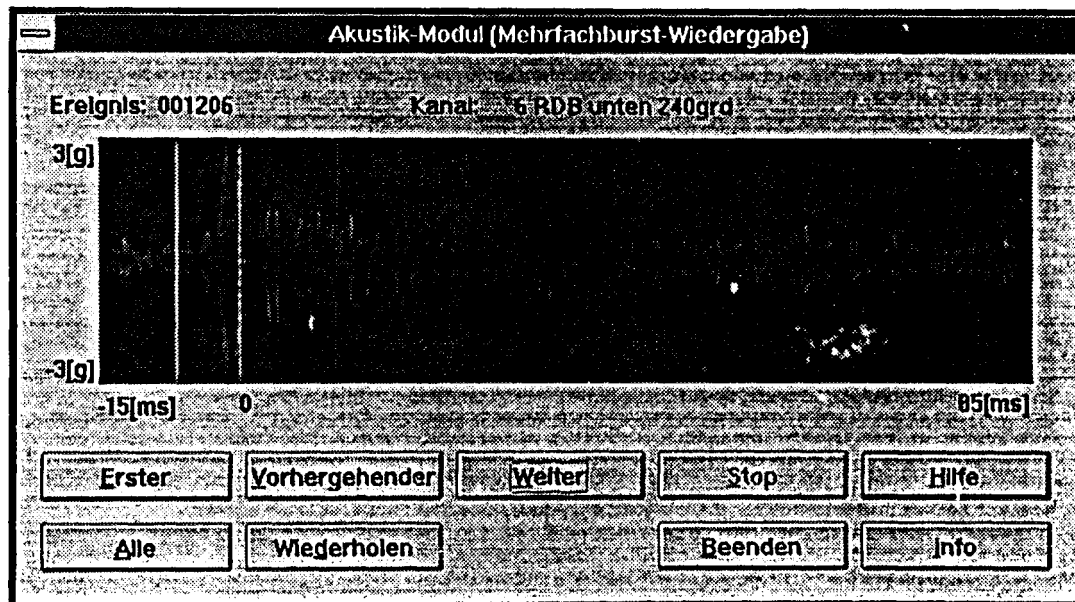 Akustik-Modul (Mehrfachburst-Wiedergabe)
Ereignis: 001206 Kanal: 6 RDB unten 240grd
3[g]
-3[g]
-15[ms] 0 85[ms]
Erster Vorhergehender Weiter Stop Hilfe
Alle Wiederholen Beenden Info